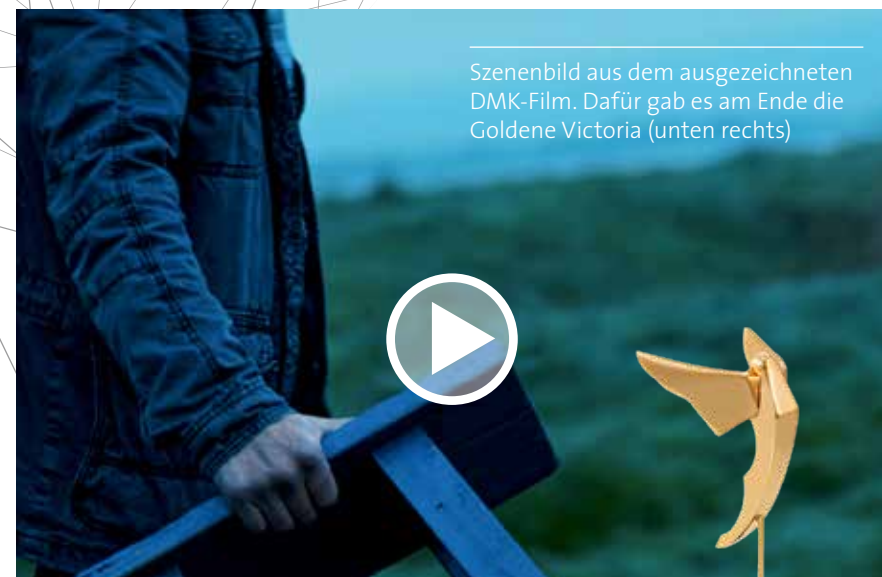 Szenenbild aus dem ausgezeichneten
DMK-Film. Dafür gab es am Ende die
Goldene Victoria (unten rechts)